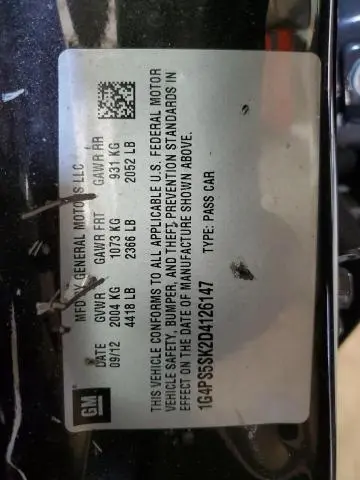 GM
MFD BY GENERAL MOTORS LLC
DATE GVWR GAWR FRT GAWR RR
09/12 2004 KG 1073 KG 931 KG
4418 LB 2366 LB 2052 LB
THIS VEHICLE CONFORMS TO ALL APPLICABLE U.S. FEDERAL MOTOR
VEHICLE SAFETY, BUMPER, AND THEFT PREVENTION STANDARDS IN
EFFECT ON THE DATE OF MANUFACTURE SHOWN ABOVE.
1G4PS5SK2D4126147 TYPE: PASS CAR